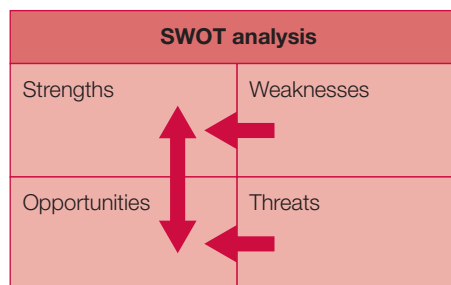 SWOT analysis
Strengths
Weaknesses
Opportunities
Threats